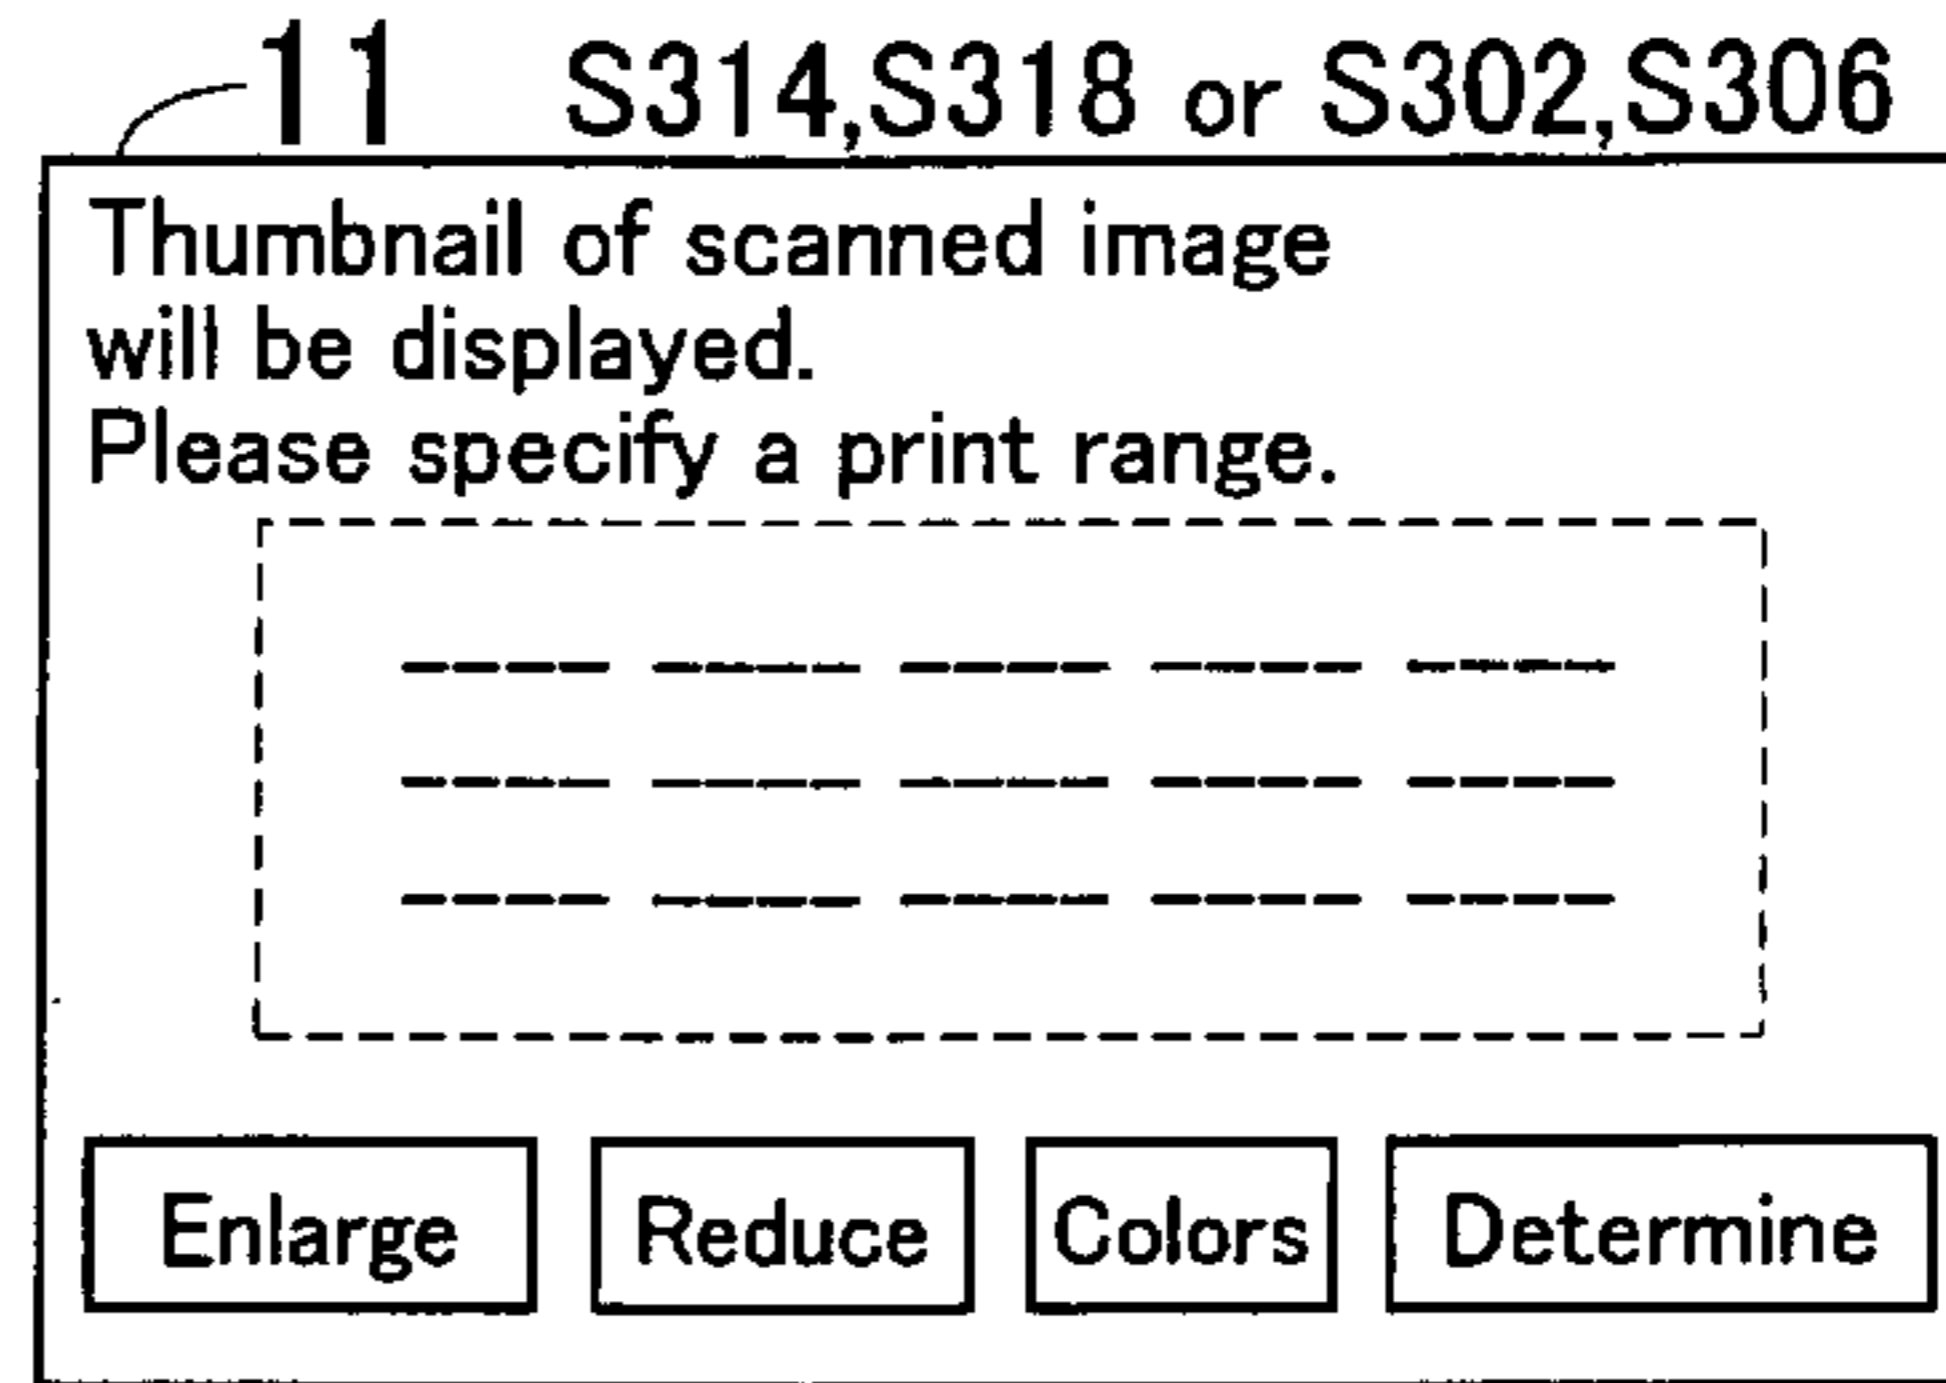 11 S314,S318 or S302,S306
Thumbnail of scanned image
will be displayed.
Please specify a print range.
Enlarge Reduce Colors Determine